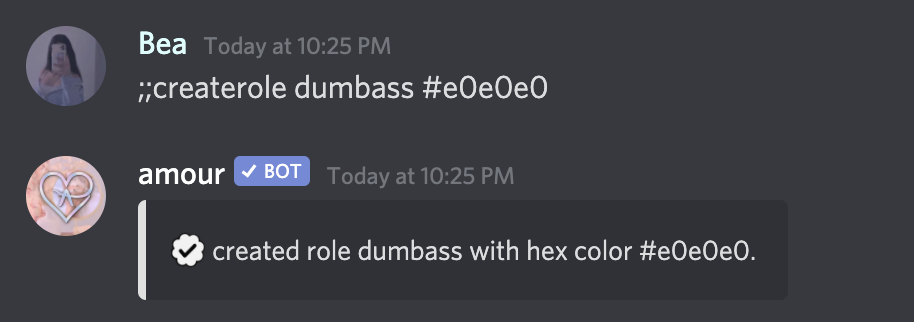 Bea Today at 10:25 PM
;;createrole dumbass #e0e0e0
amour BOT Today at 10:25 PM
created role dumbass with hex color #e0e0e0.